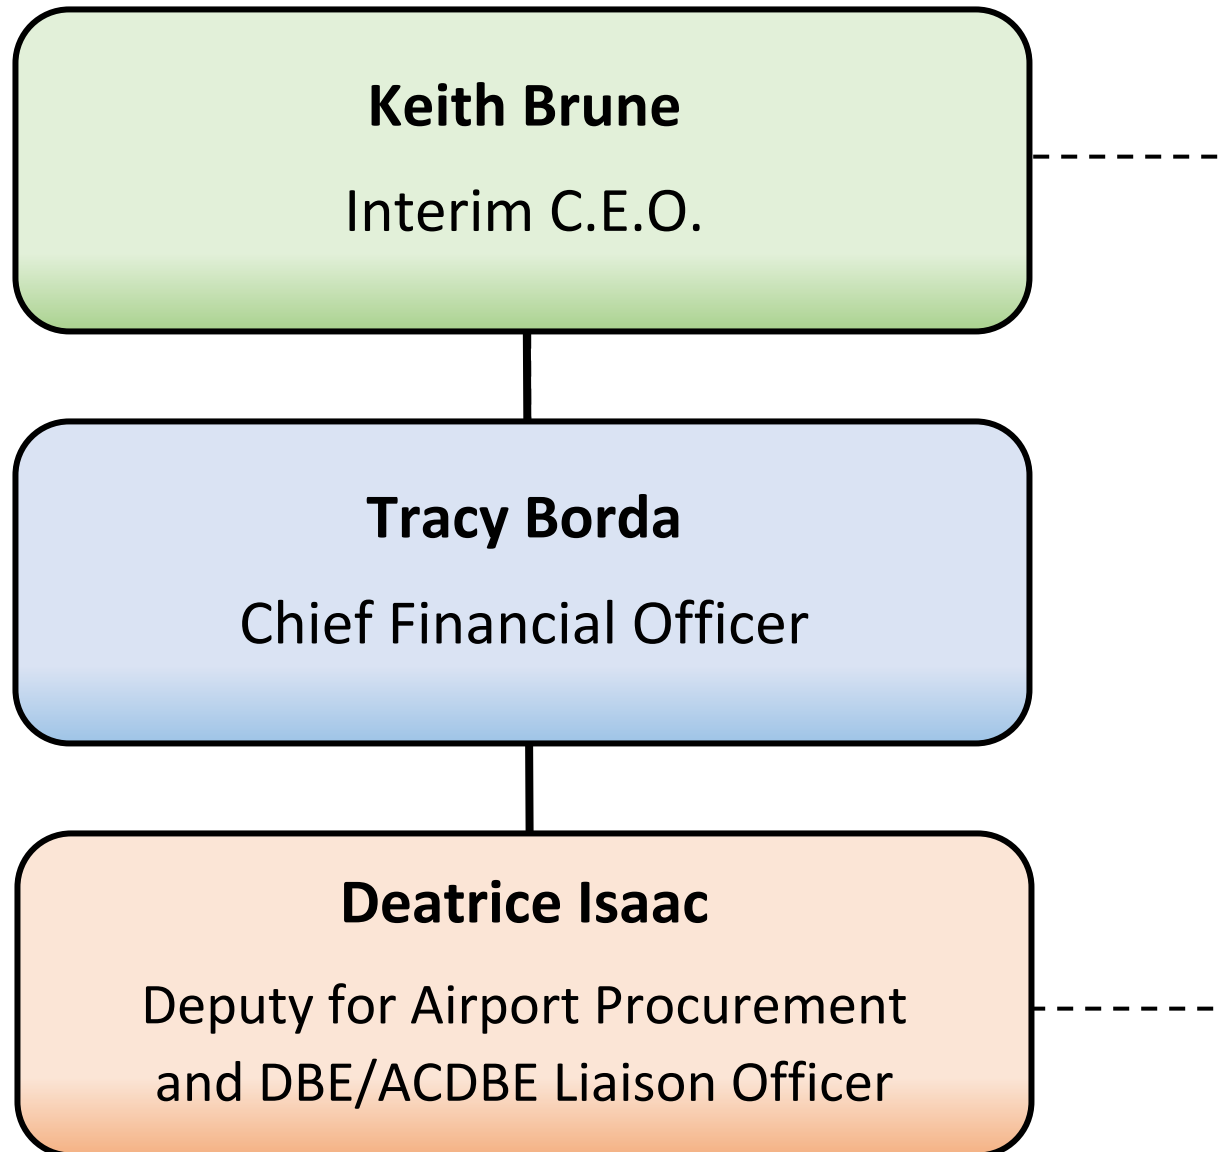 Keith Brune
Interim C.E.O.
Tracy Borda
Chief Financial Officer
Deatrice Isaac
Deputy for Airport Procurement
and DBE/ACDBE Liaison Officer